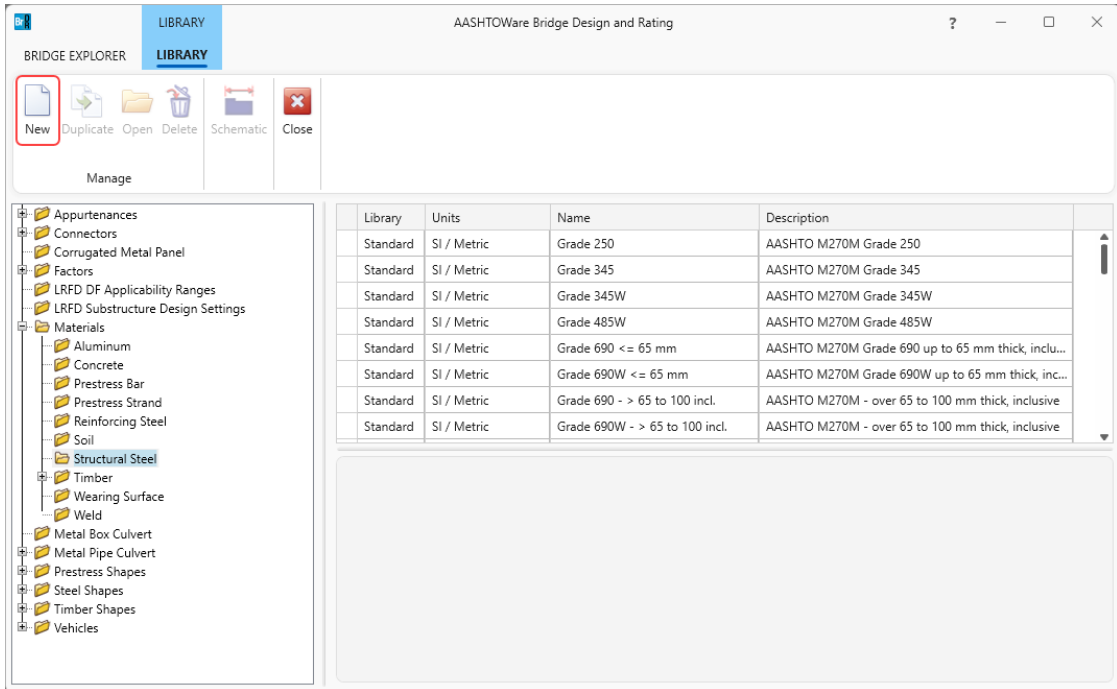 Br
LIBRARY
AASHTOWare Bridge Design and Rating
?
BRIDGE EXPLORER
LIBRARY
New
Duplicate
Open
Delete
Schematic
Close
Manage
Appurtenances
Connectors
Corrugated Metal Panel
Factors
LRFD DF Applicability Ranges
LRFD Substructure Design Settings
Materials
Aluminum
Concrete
Prestress Bar
Prestress Strand
Reinforcing Steel
Soil
Structural Steel
Timber
Wearing Surface
Weld
Metal Box Culvert
Metal Pipe Culvert
Prestress Shapes
Steel Shapes
Timber Shapes
Vehicles
Library Units Name Description
Standard SI / Metric Grade 250 AASHTO M270M Grade 250
Standard SI / Metric Grade 345 AASHTO M270M Grade 345
Standard SI / Metric Grade 345W AASHTO M270M Grade 345W
Standard SI / Metric Grade 485W AASHTO M270M Grade 485W
Standard SI / Metric Grade 690 <= 65 mm AASHTO M270M Grade 690 up to 65 mm thick, inclu...
Standard SI / Metric Grade 690W <= 65 mm AASHTO M270M Grade 690W up to 65 mm thick, inc...
Standard SI / Metric Grade 690 - > 65 to 100 incl. AASHTO M270M - over 65 to 100 mm thick, inclusive
Standard SI / Metric Grade 690W - > 65 to 100 incl. AASHTO M270M - over 65 to 100 mm thick, inclusive